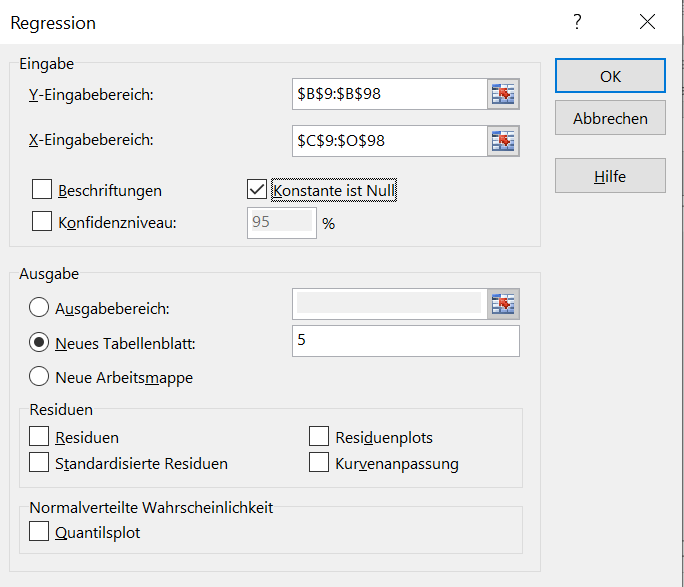 Regression ?
Eingabe
Y-Eingabebereich: $B$9:$B$98
X-Eingabebereich: $C$9:$O$98
Beschriftungen Konstante ist Null
Konfidenzniveau: 95 %
OK
Abbrechen
Hilfe
Ausgabe
Ausgabebereich:
Neues Tabellenblatt: 5
Neue Arbeitsmappe
Residuen
Residuen Residuenplots
Standardisierte Residuen Kurvenanpassung
Normalverteilte Wahrscheinlichkeit
Quantilsplot